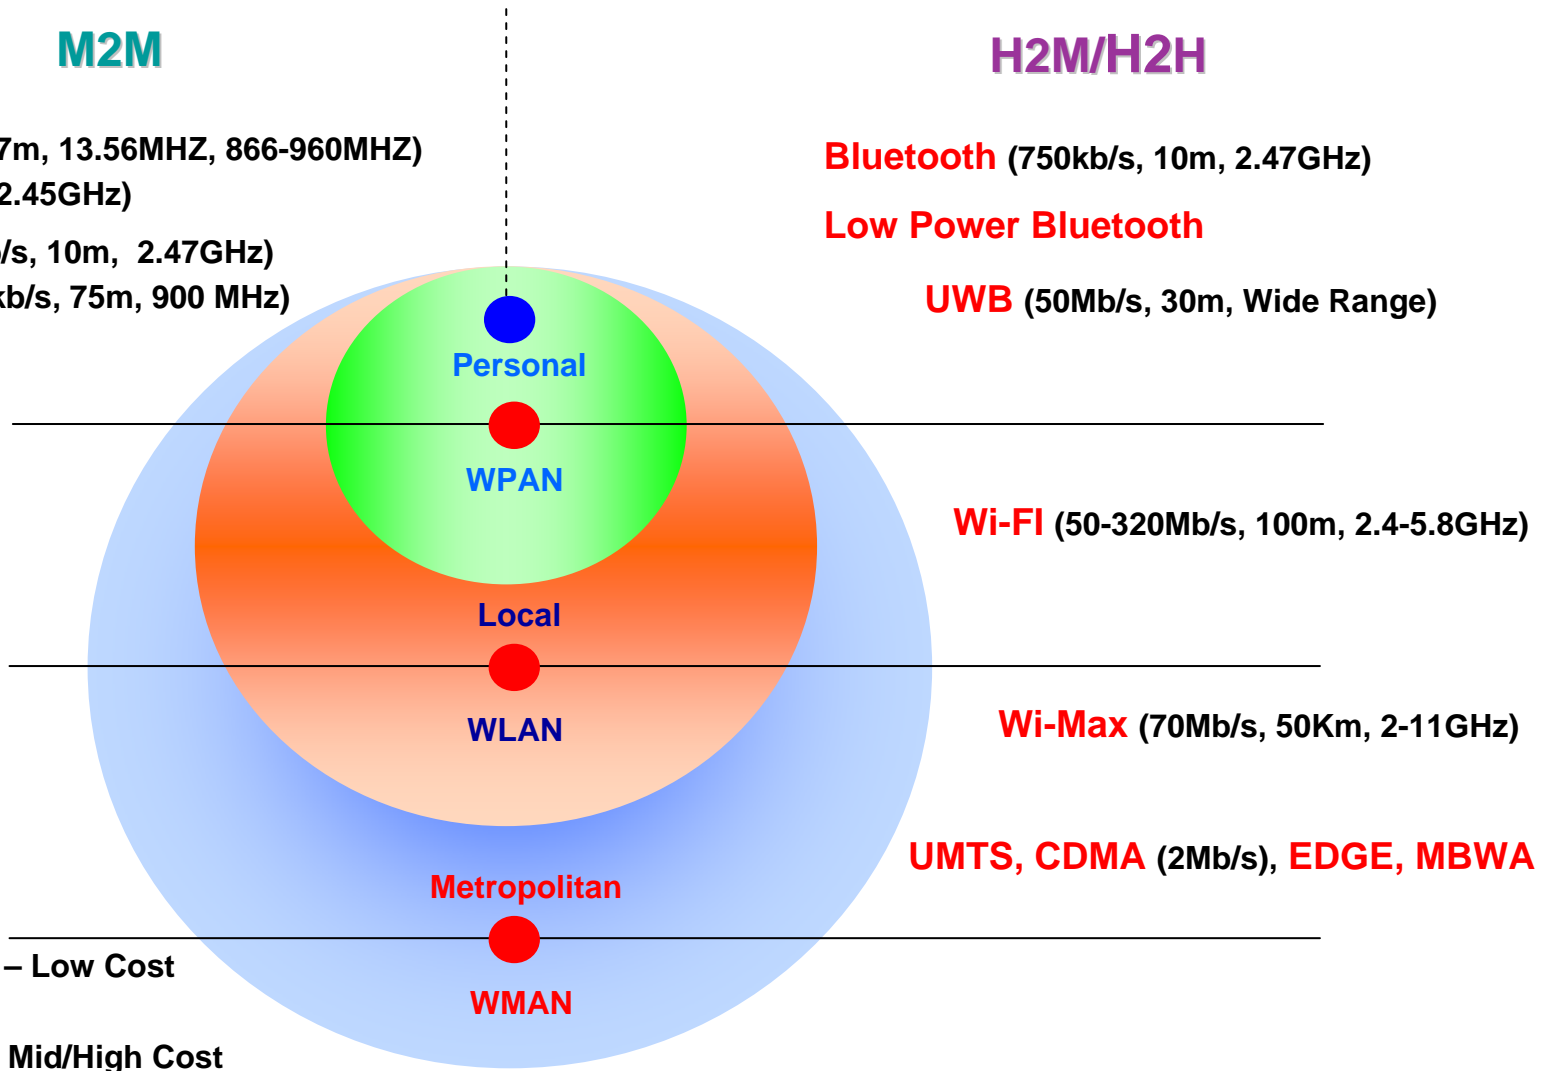 M2M
H2M/H2H
7m, 13.56MHZ, 866-960MHZ)
2.45GHz)
/s, 10m, 2.47GHz)
kb/s, 75m, 900 MHz)
Bluetooth (750kb/s, 10m, 2.47GHz)
Low Power Bluetooth
UWB (50Mb/s, 30m, Wide Range)
Personal
WPAN
Wi-FI (50-320Mb/s, 100m, 2.4-5.8GHz)
Local
WLAN
Wi-Max (70Mb/s, 50Km, 2-11GHz)
UMTS, CDMA (2Mb/s), EDGE, MBWA
Metropolitan
WMAN
– Low Cost
Mid/High Cost